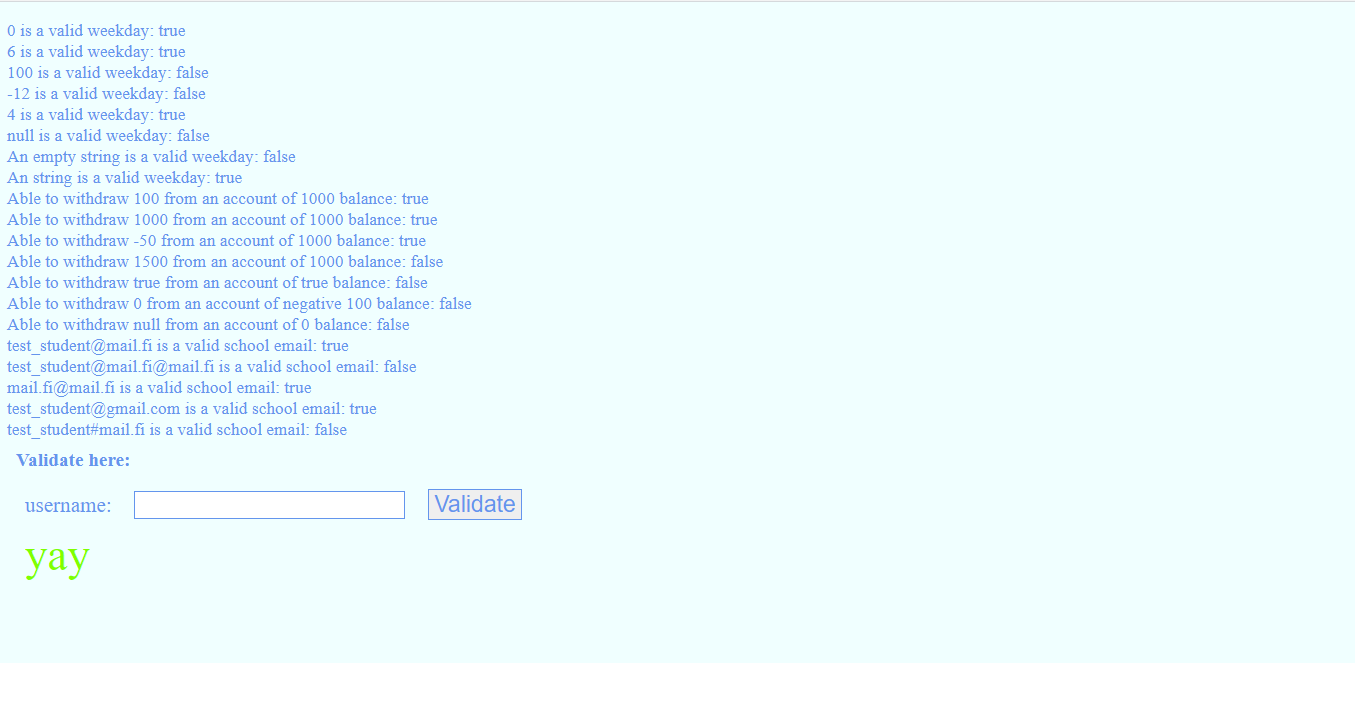 0 is a valid weekday: true
6 is a valid weekday: true
100 is a valid weekday: false
-12 is a valid weekday: false
4 is a valid weekday: true
null is a valid weekday: false
An empty string is a valid weekday: false
An string is a valid weekday: true
Able to withdraw 100 from an account of 1000 balance: true
Able to withdraw 1000 from an account of 1000 balance: true
Able to withdraw -50 from an account of 1000 balance: true
Able to withdraw 1500 from an account of 1000 balance: false
Able to withdraw true from an account of true balance: false
Able to withdraw 0 from an account of negative 100 balance: false
Able to withdraw null from an account of 0 balance: false
test_student@mail.fi is a valid school email: true
test_student@mail.fi@mail.fi is a valid school email: false
mail.fi@mail.fi is a valid school email: true
test_student@gmail.com is a valid school email: true
test_student#mail.fi is a valid school email: false
Validate here:
username: Validate
yay